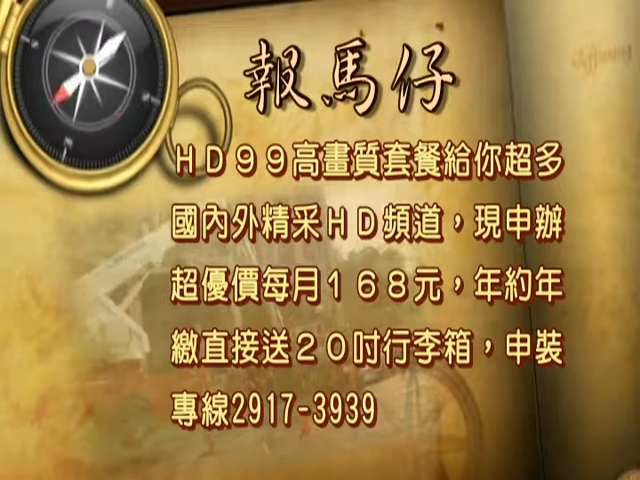 報馬仔
ＨＤ９９高畫質套餐給你超多
國內外精采ＨＤ頻道，現申辦
超優價每月１６８元，年約年
繳直接送２０吋行李箱，申裝
專線2917-3939